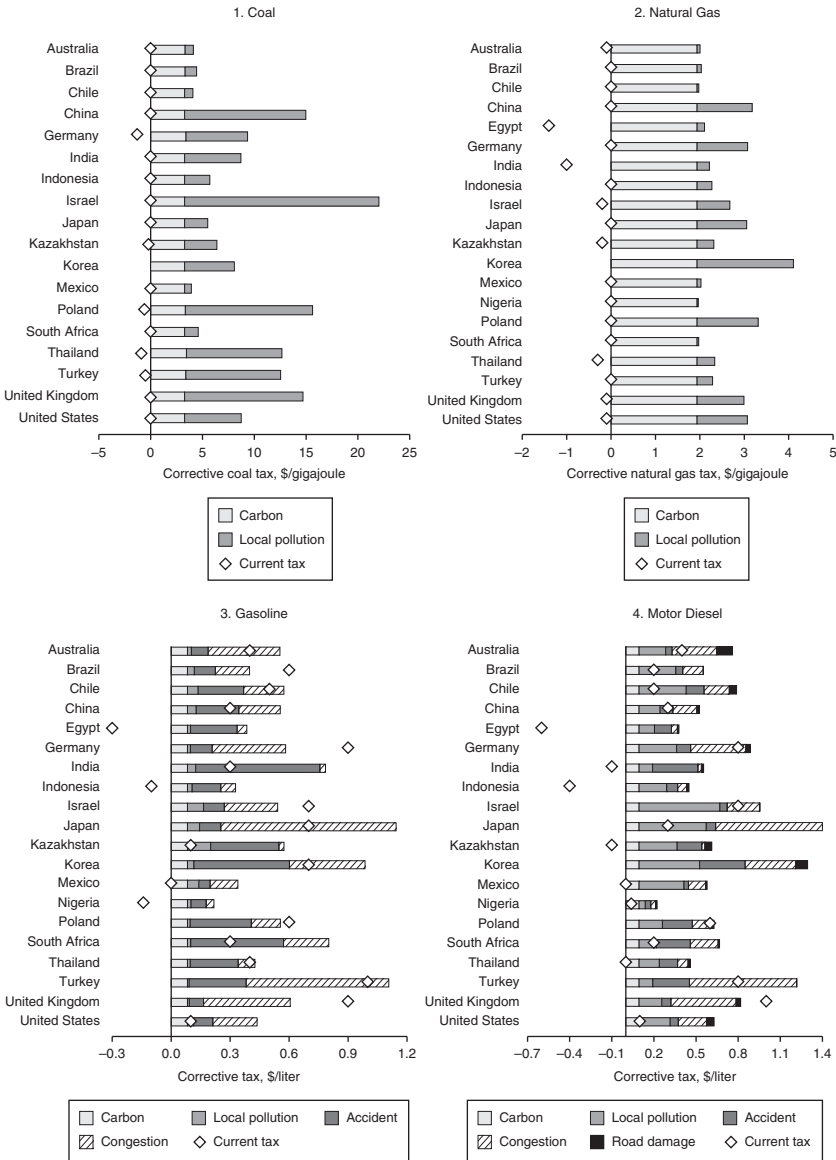 1. Coal
Australia
Brazil
Chile
China
Germany
India
Indonesia
Israel
Japan
Kazakhstan
Korea
Mexico
Poland
South Africa
Thailand
Turkey
United Kingdom
United States
–5 0 5 10 15 20 25
Corrective coal tax, $/gigajoule
Carbon
Local pollution
Current tax
2. Natural Gas
Australia
Brazil
Chile
China
Egypt
Germany
India
Indonesia
Israel
Japan
Kazakhstan
Korea
Mexico
Nigeria
Poland
South Africa
Thailand
Turkey
United Kingdom
United States
–2 –1 0 1 2 3 4 5
Corrective natural gas tax, $/gigajoule
Carbon
Local pollution
Current tax
3. Gasoline
Australia
Brazil
Chile
China
Egypt
Germany
India
Indonesia
Israel
Japan
Kazakhstan
Korea
Mexico
Nigeria
Poland
South Africa
Thailand
Turkey
United Kingdom
United States
–0.3 0.0 0.3 0.6 0.9 1.2
Corrective tax, $/liter
Carbon Local pollution Accident
Congestion Current tax
4. Motor Diesel
Australia
Brazil
Chile
China
Egypt
Germany
India
Indonesia
Israel
Japan
Kazakhstan
Korea
Mexico
Nigeria
Poland
South Africa
Thailand
Turkey
United Kingdom
United States
–0.7 –0.4 –0.1 0.2 0.5 0.8 1.1 1.4
Corrective tax, $/liter
Carbon Local pollution Accident
Congestion Road damage Current tax